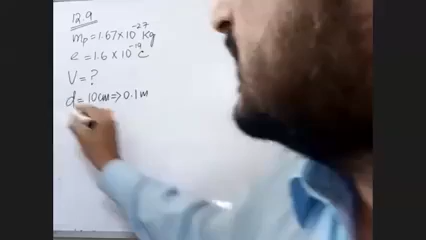 12.9
mp = 1.67×10⁻²⁷ Kg
e = 1.6 × 10⁻¹⁹ C
V = ?
d = 10cm => 0.1m